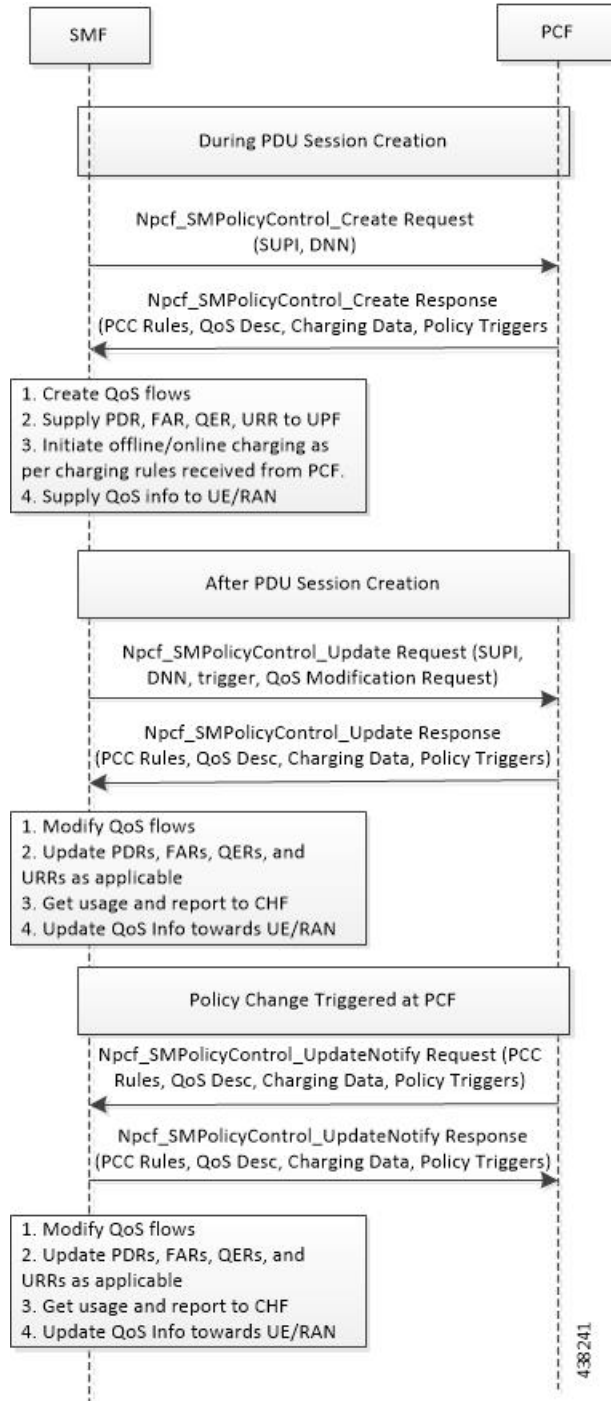 SMF
PCF
During PDU Session Creation
Npcf_SMPolicyControl_Create Request
(SUPI, DNN)
Npcf_SMPolicyControl_Create Response
(PCC Rules, QoS Desc, Charging Data, Policy Triggers
1. Create QoS flows
2. Supply PDR, FAR, QER, URR to UPF
3. Initiate offline/online charging as
per charging rules received from PCF.
4. Supply QoS info to UE/RAN
After PDU Session Creation
Npcf_SMPolicyControl_Update Request (SUPI,
DNN, trigger, QoS Modification Request)
Npcf_SMPolicyControl_Update Response
(PCC Rules, QoS Desc, Charging Data, Policy Triggers)
1. Modify QoS flows
2. Update PDRs, FARs, QERs, and
URRs as applicable
3. Get usage and report to CHF
4. Update QoS Info towards UE/RAN
Policy Change Triggered at PCF
Npcf_SMPolicyControl_UpdateNotify Request (PCC
Rules, QoS Desc, Charging Data, Policy Triggers)
Npcf_SMPolicyControl_UpdateNotify Response
(PCC Rules, QoS Desc, Charging Data, Policy Triggers)
1. Modify QoS flows
2. Update PDRs, FARs, QERs, and
URRs as applicable
3. Get usage and report to CHF
4. Update QoS Info towards UE/RAN
438241